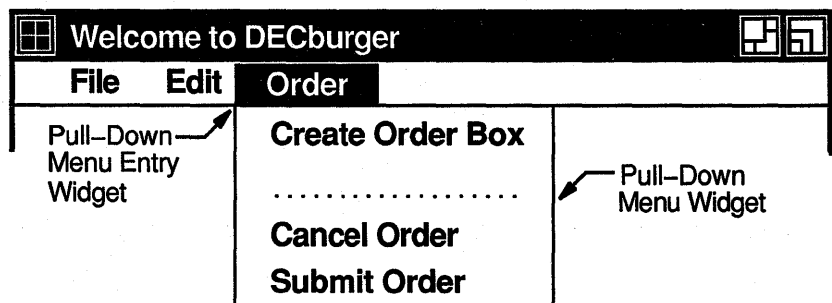 Welcome to DECburger
File Edit Order
Pull–Down
Menu Entry
Widget
Create Order Box
....................
Cancel Order
Submit Order
Pull–Down
Menu Widget